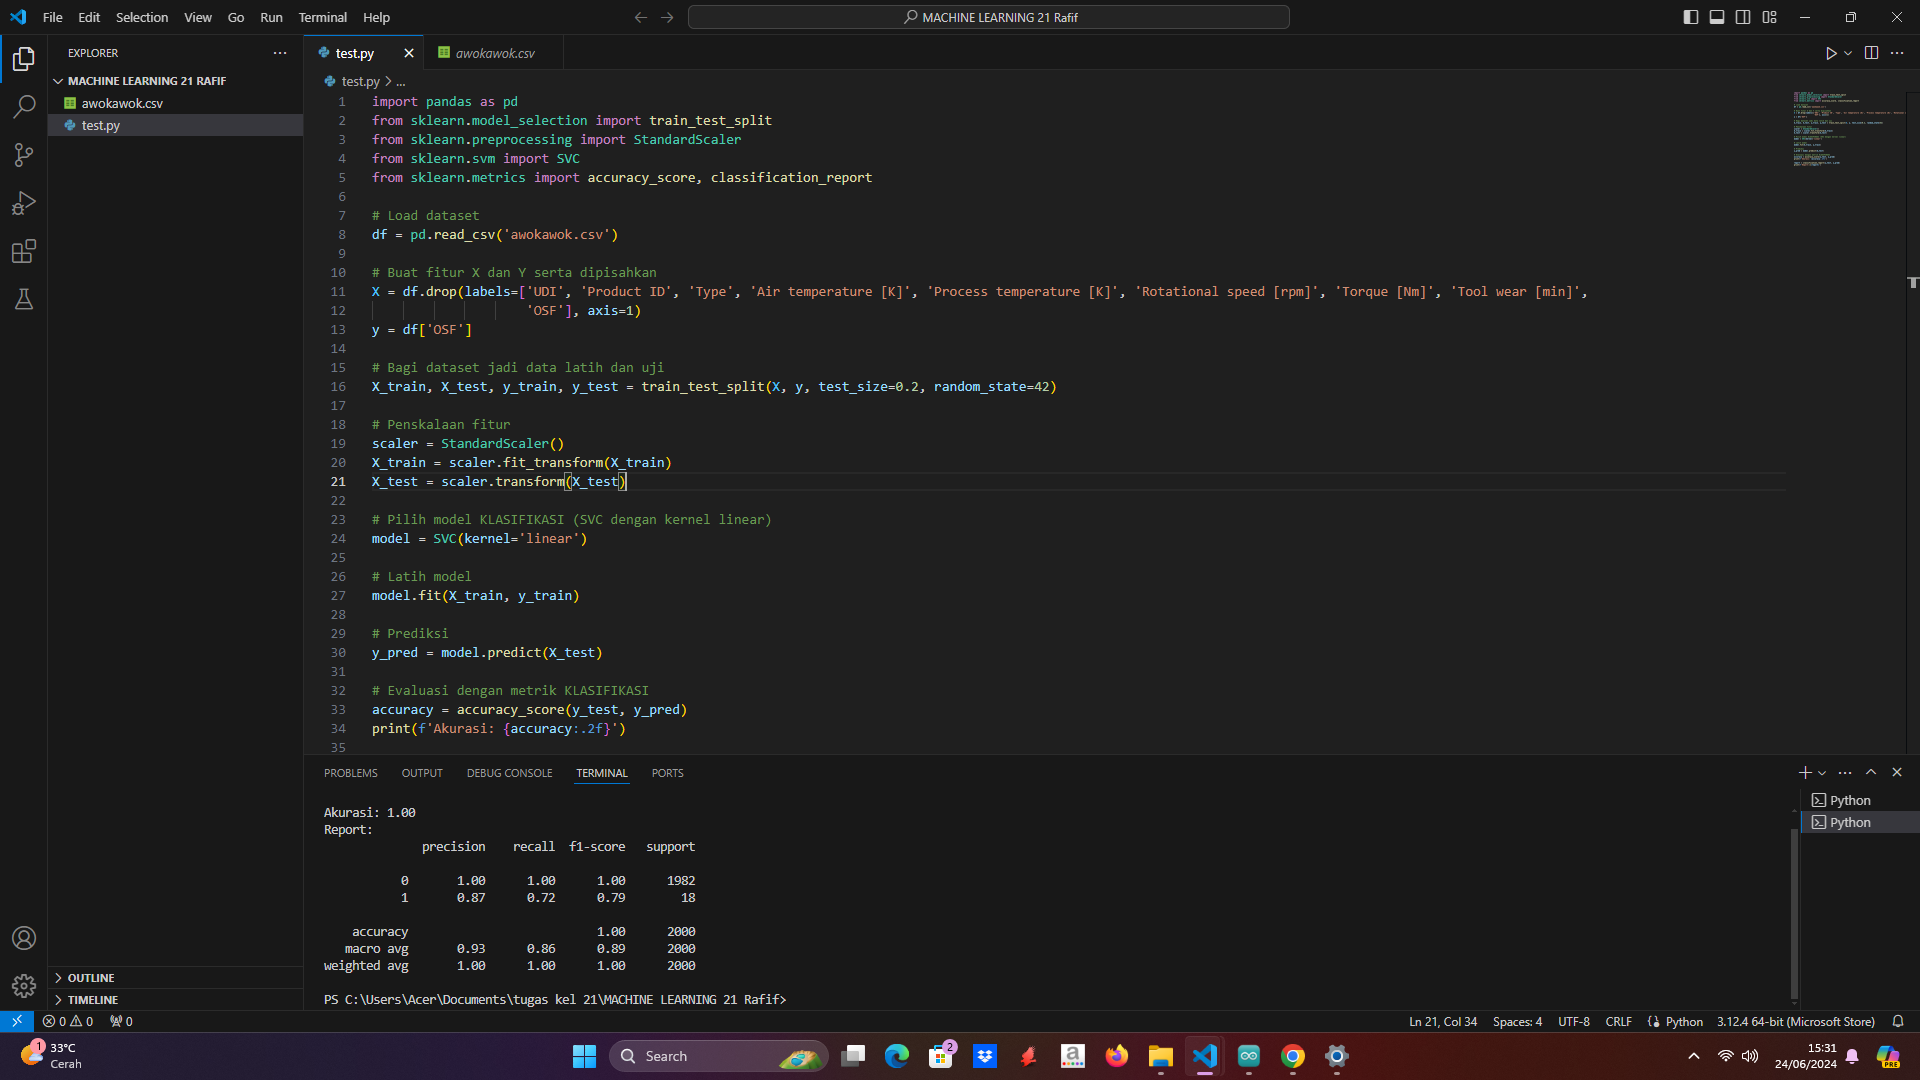 File Edit Selection View Go Run Terminal Help
MACHINE LEARNING 21 Rafif
EXPLORER
MACHINE LEARNING 21 RAFIF
awokawok.csv
test.py
OUTLINE
TIMELINE
test.py
awokawok.csv
test.py > ...
1 import pandas as pd
2 from sklearn.model_selection import train_test_split
3 from sklearn.preprocessing import StandardScaler
4 from sklearn.svm import SVC
5 from sklearn.metrics import accuracy_score, classification_report
6
7 # Load dataset
8 df = pd.read_csv('awokawok.csv')
9
10 # Buat fitur X dan Y serta dipisahkan
11 X = df.drop(labels=['UDI', 'Product ID', 'Type', 'Air temperature [K]', 'Process temperature [K]', 'Rotational speed [rpm]', 'Torque [Nm]', 'Tool wear [min]',
12 'OSF'], axis=1)
13 y = df['OSF']
14
15 # Bagi dataset jadi data latih dan uji
16 X_train, X_test, y_train, y_test = train_test_split(X, y, test_size=0.2, random_state=42)
17
18 # Penskalaan fitur
19 scaler = StandardScaler()
20 X_train = scaler.fit_transform(X_train)
21 X_test = scaler.transform(X_test)
22
23 # Pilih model KLASIFIKASI (SVC dengan kernel linear)
24 model = SVC(kernel='linear')
25
26 # Latih model
27 model.fit(X_train, y_train)
28
29 # Prediksi
30 y_pred = model.predict(X_test)
31
32 # Evaluasi dengan metrik KLASIFIKASI
33 accuracy = accuracy_score(y_test, y_pred)
34 print(f'Akurasi: {accuracy:.2f}')
35
PROBLEMS OUTPUT DEBUG CONSOLE TERMINAL PORTS
Python
Python
Akurasi: 1.00
Report:
precision recall f1-score support
0 1.00 1.00 1.00 1982
1 0.87 0.72 0.79 18
accuracy 1.00 2000
macro avg 0.93 0.86 0.89 2000
weighted avg 1.00 1.00 1.00 2000
PS C:\Users\Acer\Documents\tugas kel 21\MACHINE LEARNING 21 Rafif>
0 0 0
Ln 21, Col 34 Spaces: 4 UTF-8 CRLF Python 3.12.4 64-bit (Microsoft Store)
1
33°C
Cerah
Search
2
a
15:31
24/06/2024
PRE